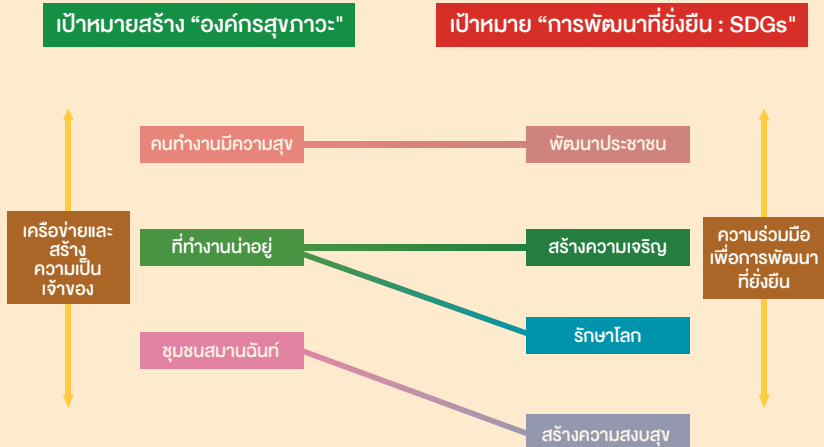 เป้าหมายสร้าง “องค์กรสุขภาวะ"
เป้าหมาย “การพัฒนาที่ยั่งยืน : SDGs"
คนทำงานมีความสุข
พัฒนาประชาชน
เครือข่ายและ
สร้าง
ความเป็น
เจ้าของ
ที่ทำงานน่าอยู่
สร้างความเจริญ
ความร่วมมือ
เพื่อการพัฒนา
ที่ยั่งยืน
รักษาโลก
ชุมชนสมานฉันท์
สร้างความสงบสุข